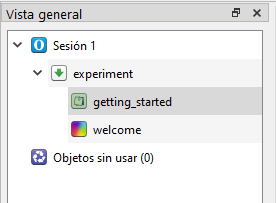 Vista general
Sesión 1
experiment
getting_started
welcome
Objetos sin usar (0)